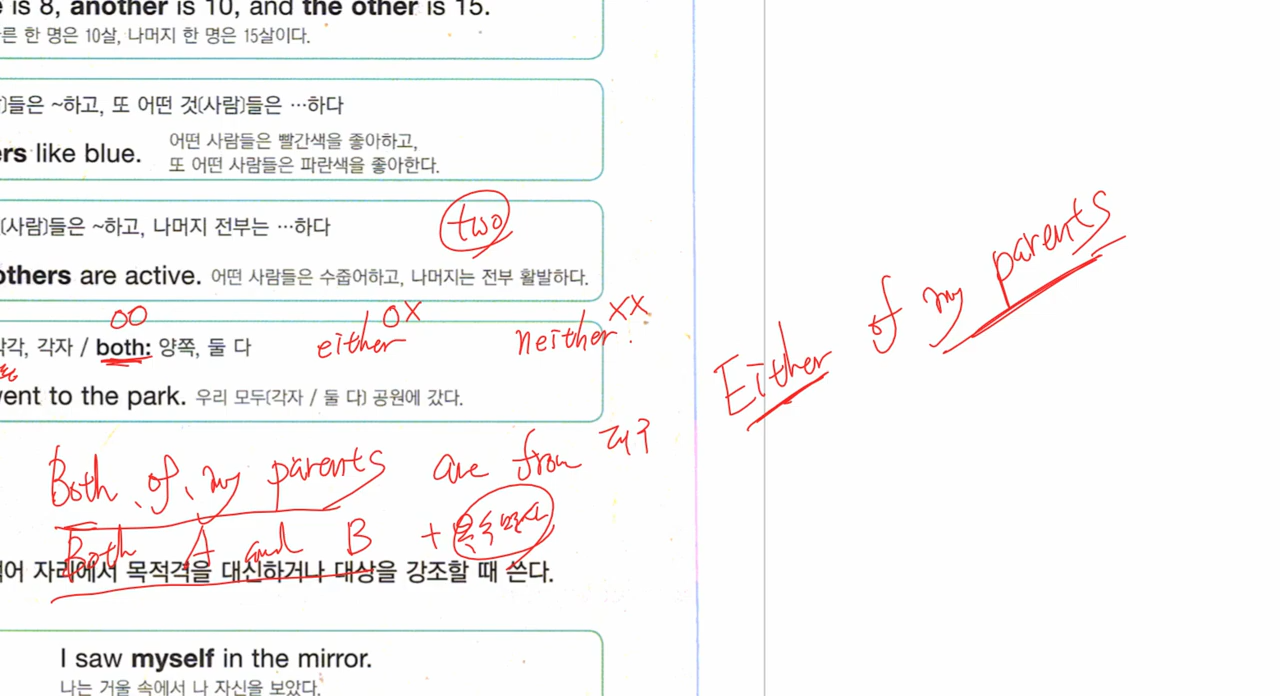 is 8, another is 10, and the other is 15.
른 한 명은 10살, 나머지 한 명은 15살이다.
들은 ~하고, 또 어떤 것(사람)들은 …하다
ers like blue. 어떤 사람들은 빨간색을 좋아하고,
또 어떤 사람들은 파란색을 좋아한다.
two
(사람)들은 ~하고, 나머지 전부는 …하다
others are active. 어떤 사람들은 수줍어하고, 나머지는 전부 활발하다.
OO OX XX
각각, 각자 / both: 양쪽, 둘 다 either neither
went to the park. 우리 모두(각자 / 둘 다) 공원에 갔다.
Either of my parents
Both of my parents are from 대구
Both A and B + 복수명사
어 자리에서 목적격을 대신하거나 대상을 강조할 때 쓴다.
I saw myself in the mirror.
나는 거울 속에서 나 자신을 보았다.